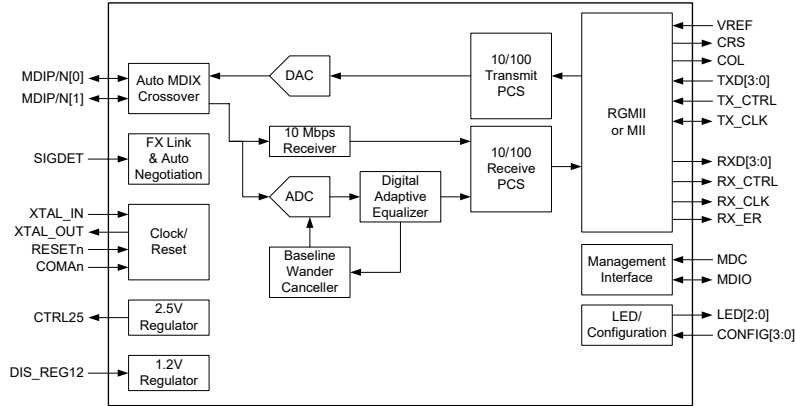 MDIP/N[0]
MDIP/N[1]
SIGDET
XTAL_IN
XTAL_OUT
RESETn
COMAn
CTRL25
DIS_REG12
Auto MDIX
Crossover
FX Link
& Auto
Negotiation
Clock/
Reset
2.5V
Regulator
1.2V
Regulator
DAC
10 Mbps
Receiver
ADC
Baseline
Wander
Canceller
Digital
Adaptive
Equalizer
10/100
Transmit
PCS
10/100
Receive
PCS
RGMII
or MII
Management
Interface
LED/
Configuration
VREF
CRS
COL
TXD[3:0]
TX_CTRL
TX_CLK
RXD[3:0]
RX_CTRL
RX_CLK
RX_ER
MDC
MDIO
LED[2:0]
CONFIG[3:0]